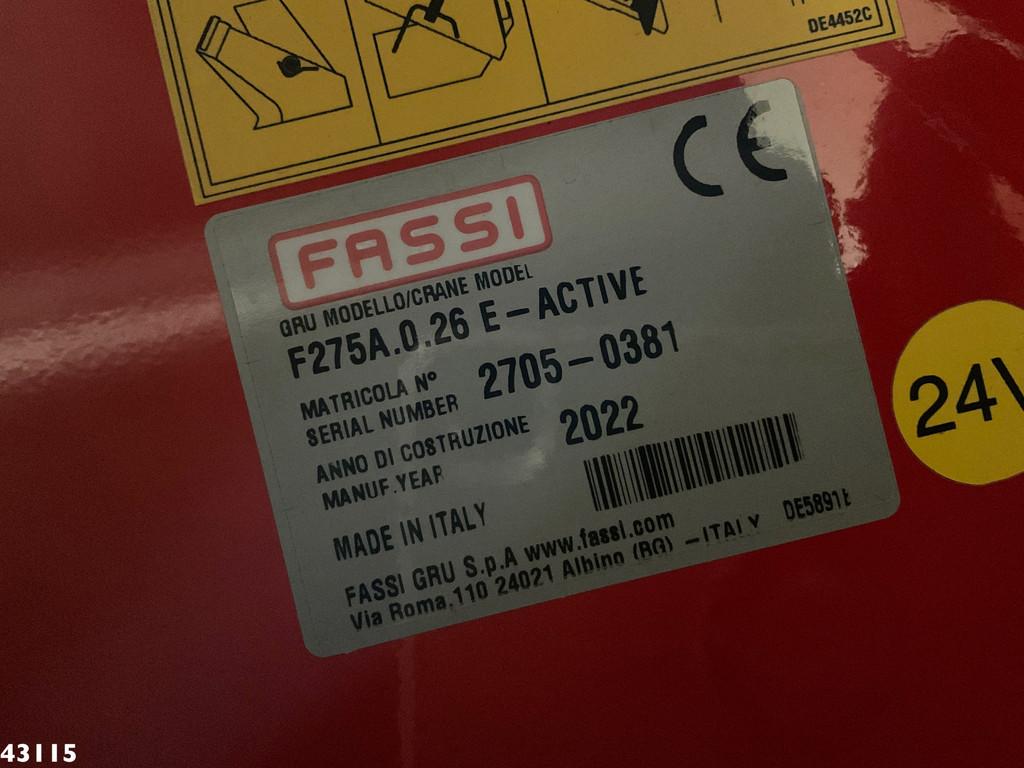 DE4452C
CE
FASSI
GRU MODELLO/CRANE MODEL
F275A.0.26 E-ACTIVE
MATRICOLA N° 2705-0381
SERIAL NUMBER
ANNO DI COSTRUZIONE 2022
MANUF.YEAR
MADE IN ITALY
FASSI GRU S.p.A www.fassi.com DE5891E
Via Roma,110 24021 Albino (BG) -ITALY
24V
43115